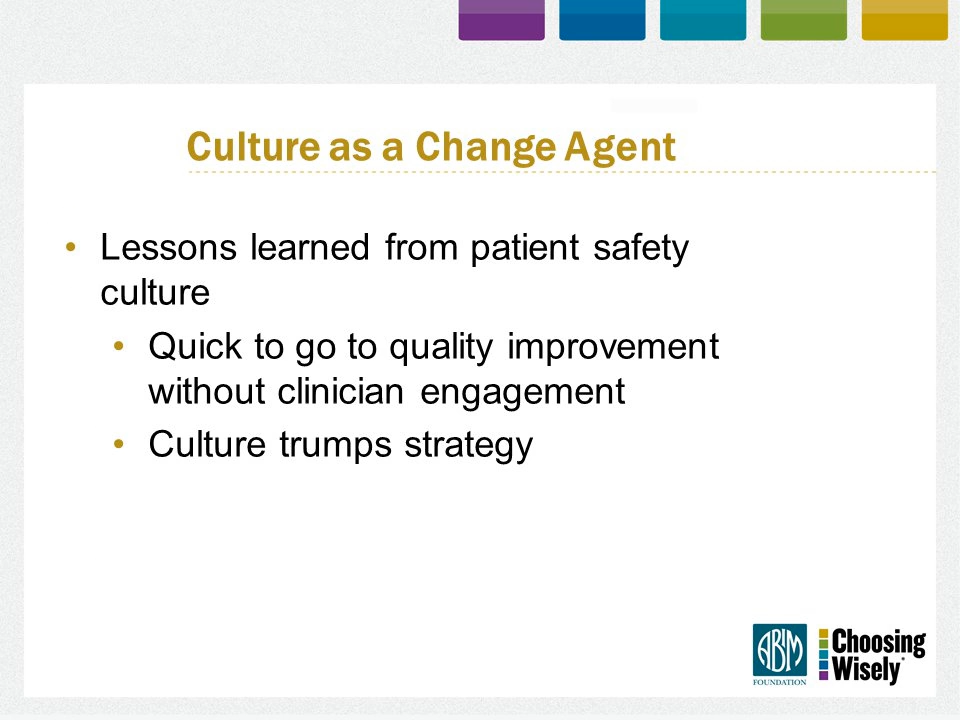 Culture as a Change Agent
• Lessons learned from patient safety
culture
• Quick to go to quality improvement
without clinician engagement
• Culture trumps strategy
ABIM
FOUNDATION
Choosing
Wisely®